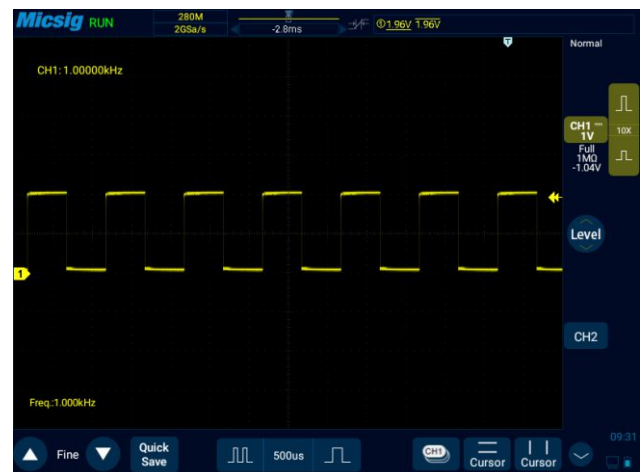 Micsig RUN
280M
2GSa/s
-2.8ms
①1.96V 1.96V
T
Normal
CH1: 1.00000kHz
CH1
1V
10X
Full
1MΩ
-1.04V
Level
1
CH2
Freq.:1.000kHz
09:31
Fine
Quick
Save
500us
CH1
Cursor
Cursor